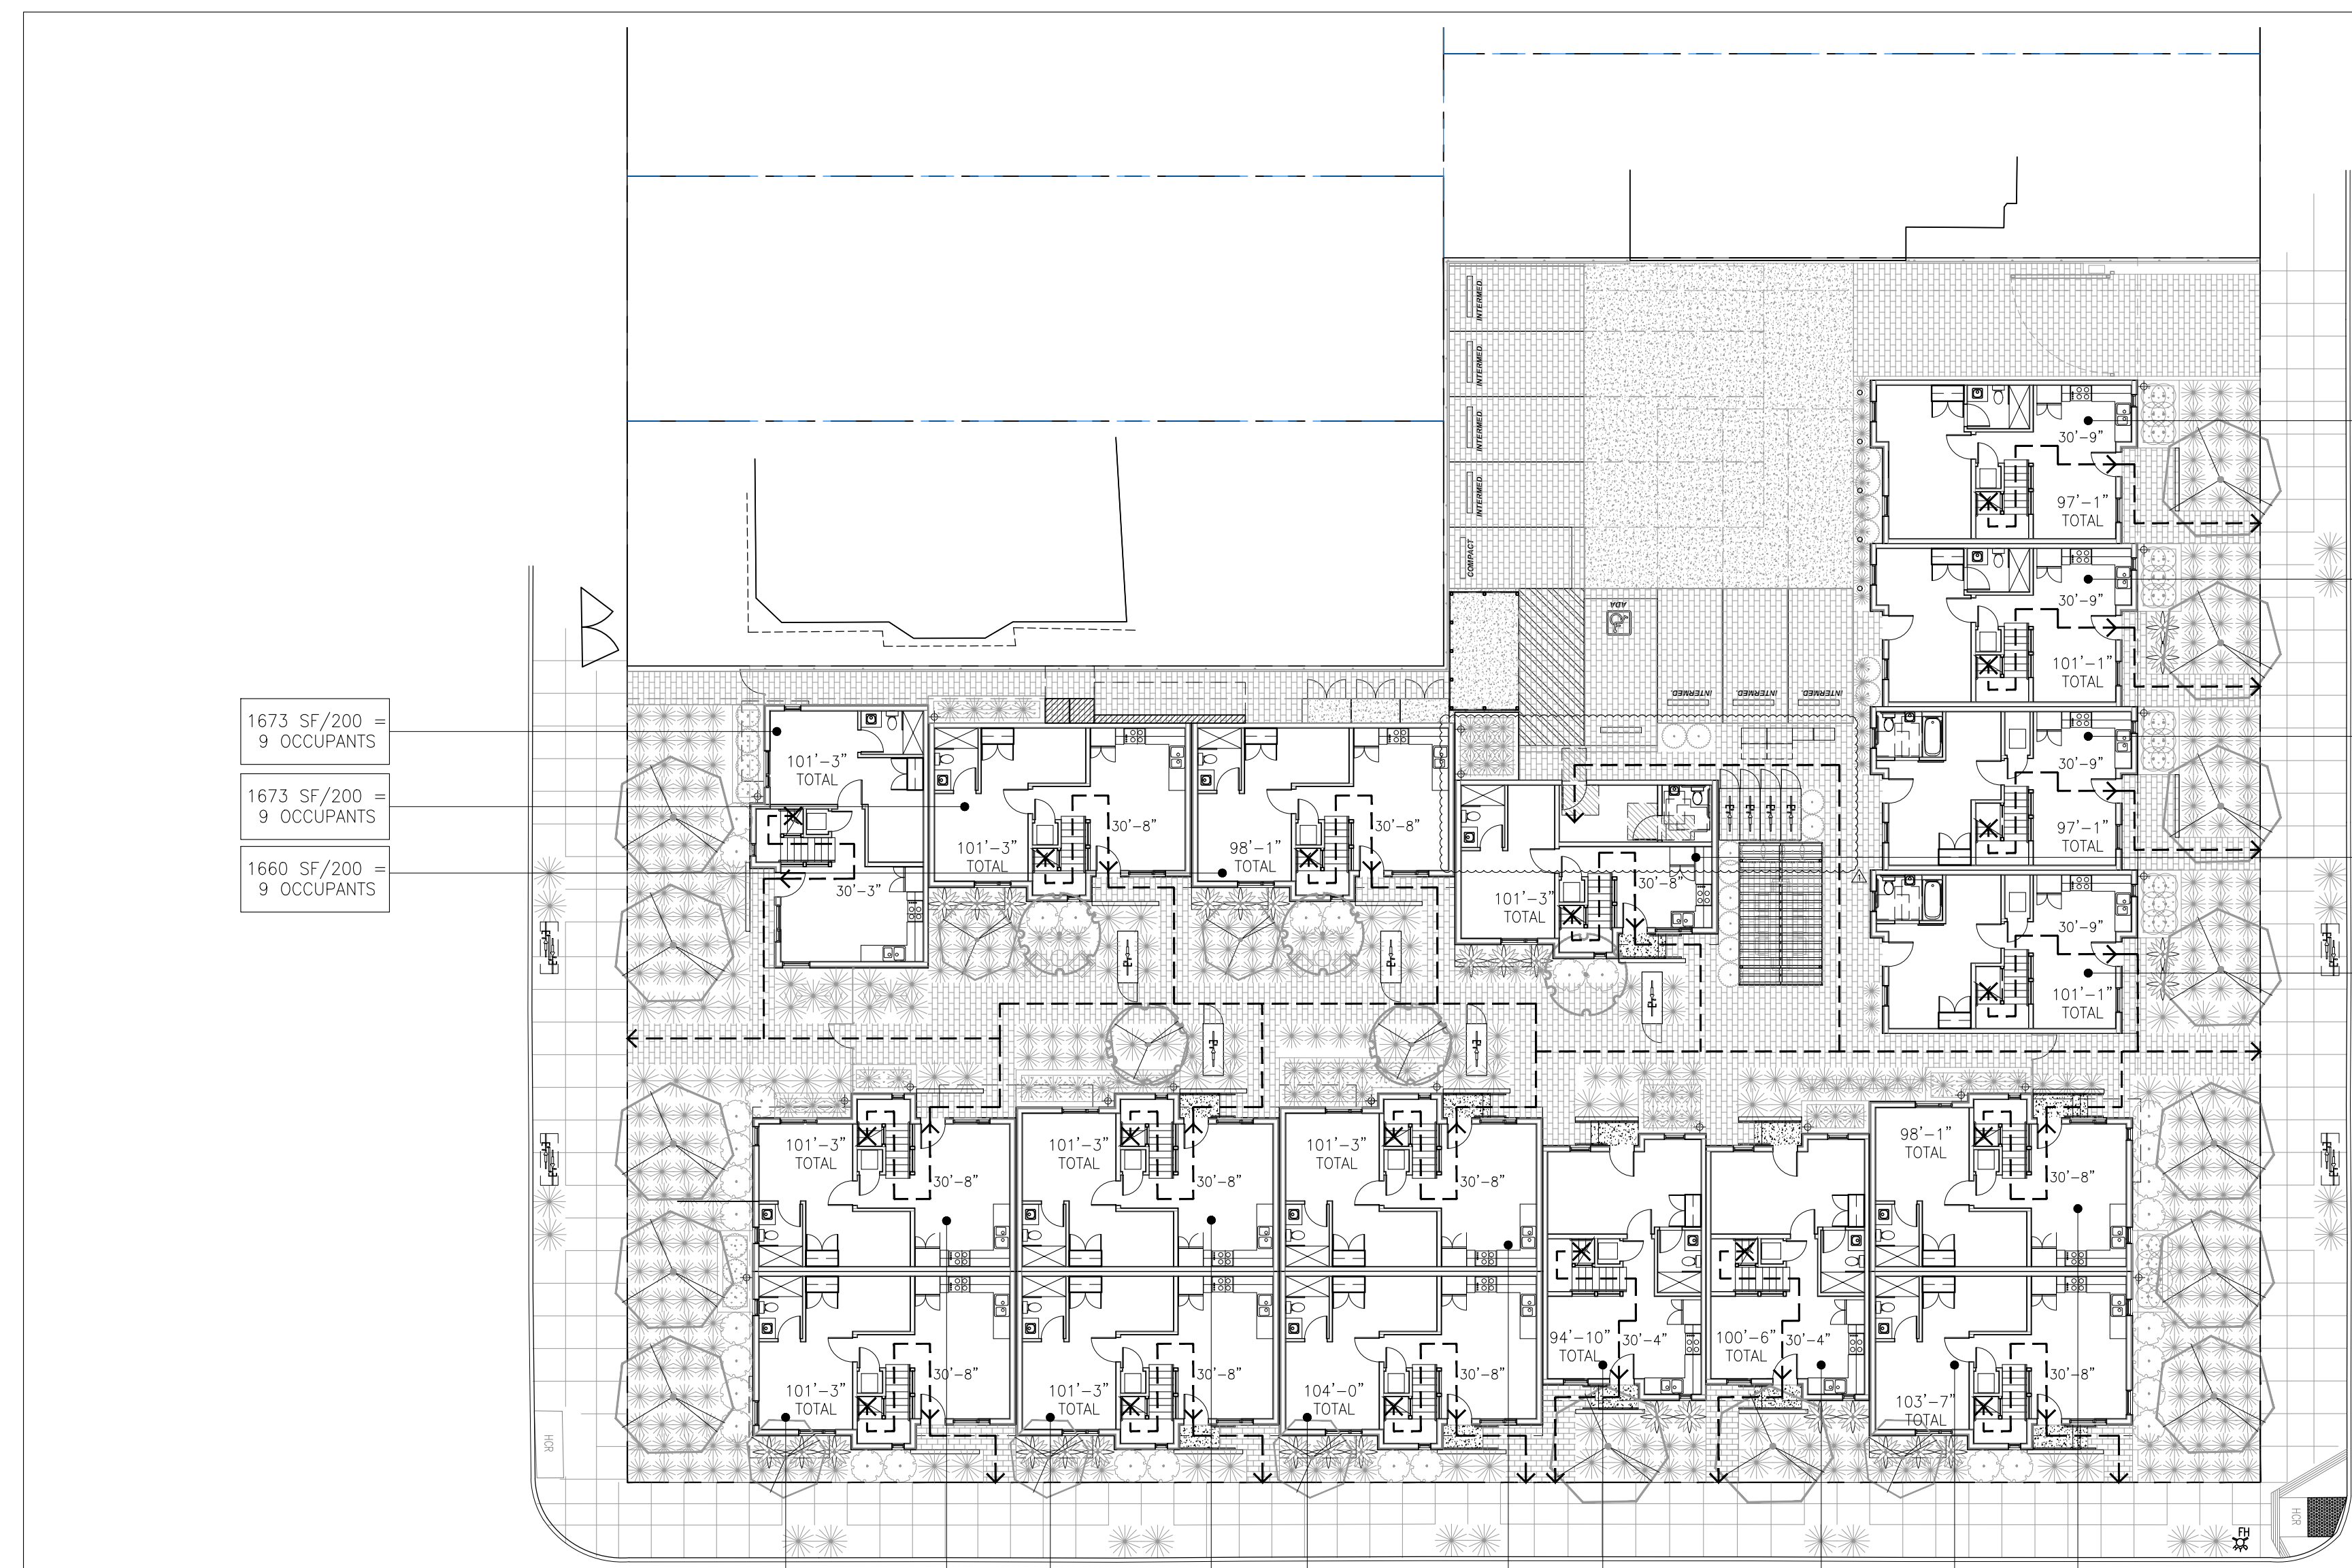 INTERMED.
INTERMED.
INTERMED.
INTERMED.
COMPACT
ADA
INTERMED.
INTERMED.
INTERMED.
30'-9"
97'-1"
TOTAL
30'-9"
101'-1"
TOTAL
30'-9"
97'-1"
TOTAL
30'-9"
101'-1"
TOTAL
1673 SF/200 =
9 OCCUPANTS
1673 SF/200 =
9 OCCUPANTS
1660 SF/200 =
9 OCCUPANTS
101'-3"
TOTAL
30'-3"
101'-3"
TOTAL
30'-8"
98'-1"
TOTAL
30'-8"
101'-3"
TOTAL
30'-8"
1
101'-3"
TOTAL
30'-8"
101'-3"
TOTAL
30'-8"
101'-3"
TOTAL
30'-8"
98'-1"
TOTAL
30'-8"
101'-3"
TOTAL
30'-8"
101'-3"
TOTAL
30'-8"
104'-0"
TOTAL
30'-8"
94'-10"
TOTAL
30'-4"
100'-6"
TOTAL
30'-4"
103'-7"
TOTAL
30'-8"
HCR
HCR
FH